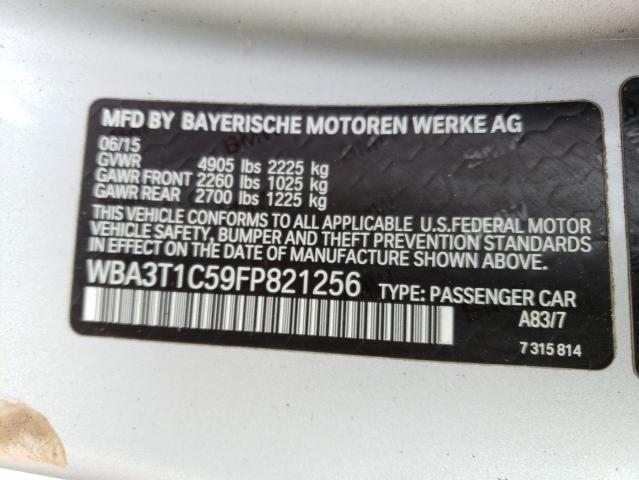 MFD BY BAYERISCHE MOTOREN WERKE AG
06/15
GVWR 4905 lbs 2225 kg
GAWR FRONT 2260 lbs 1025 kg
GAWR REAR 2700 lbs 1225 kg
THIS VEHICLE CONFORMS TO ALL APPLICABLE U.S.FEDERAL MOTOR
VEHICLE SAFETY, BUMPER AND THEFT PREVENTION STANDARDS
IN EFFECT ON THE DATE OF MANUFACTURE SHOWN ABOVE.
WBA3T1C59FP821256 TYPE: PASSENGER CAR
A83/7
7 315 814